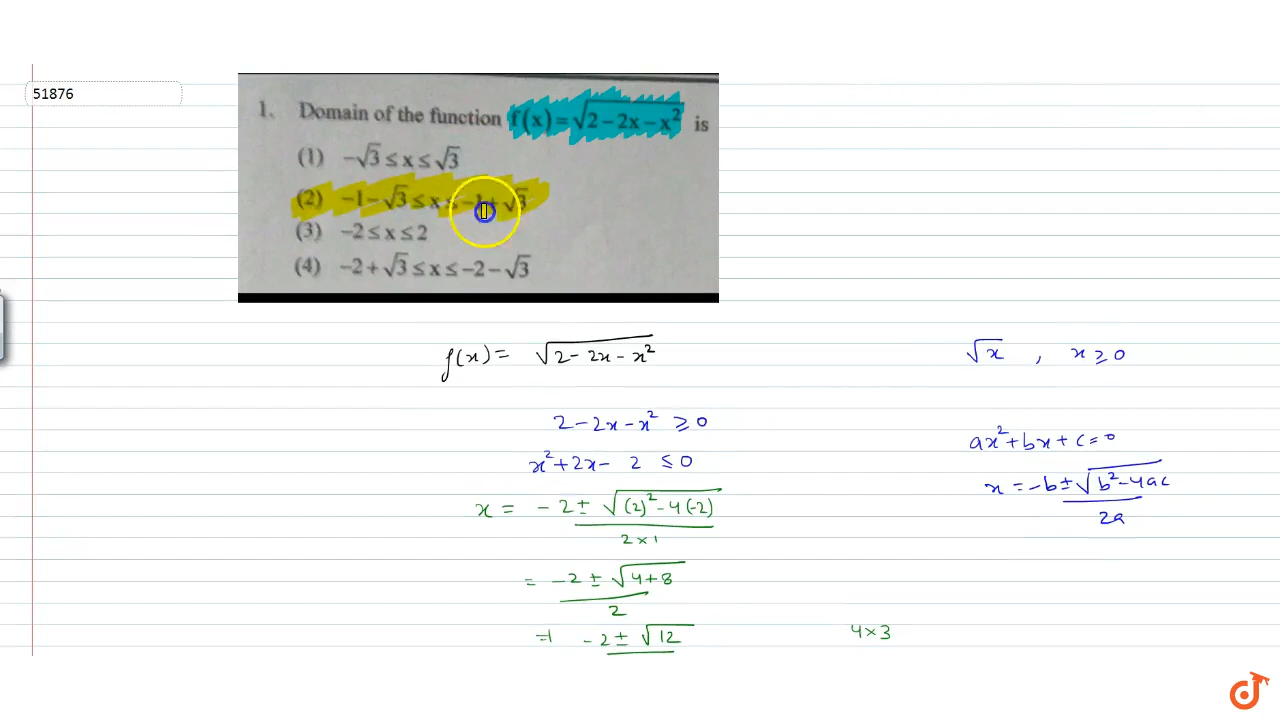 51876
1. Domain of the function f(x)=√(2-2x-x²) is
(1) -√3≤x≤√3
(2) -1-√3≤x≤-1+√3
(3) -2≤x≤2
(4) -2+√3≤x≤-2-√3
f(x)= √(2-2x-x²)
√x , x≥0
2-2x-x² ≥0
x²+2x- 2 ≤0
ax²+bx+c=0
x = -b±√(b²-4ac)
2a
x = -2± √((2)²-4(-2))
2×1
= -2 ± √(4+8)
2
= -2± √12
4×3